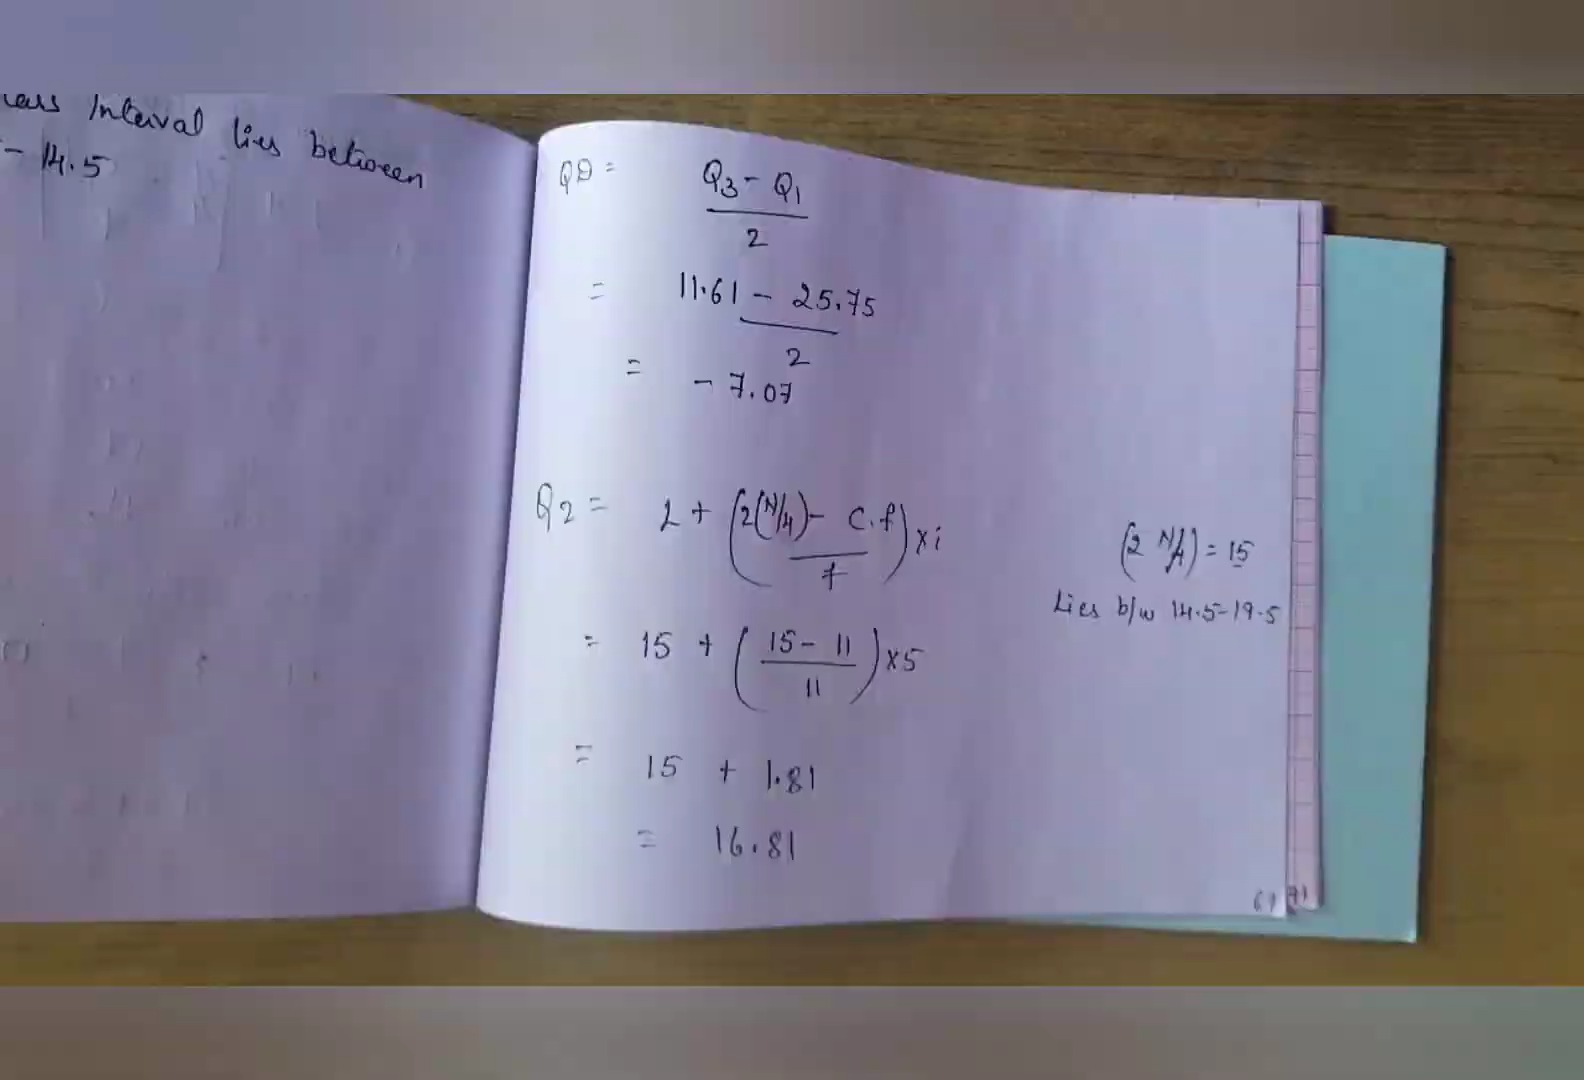 Interval lies between
- 14.5
QD = Q3 - Q1 / 2
= 11.61 - 25.75 / 2
= - 7.07
Q2 = L + (2(N/4) - C.f / f) x i
(2 N/4) = 15
Lies b/w 14.5-19.5
= 15 + (15 - 11 / 11) x 5
= 15 + 1.81
= 16.81